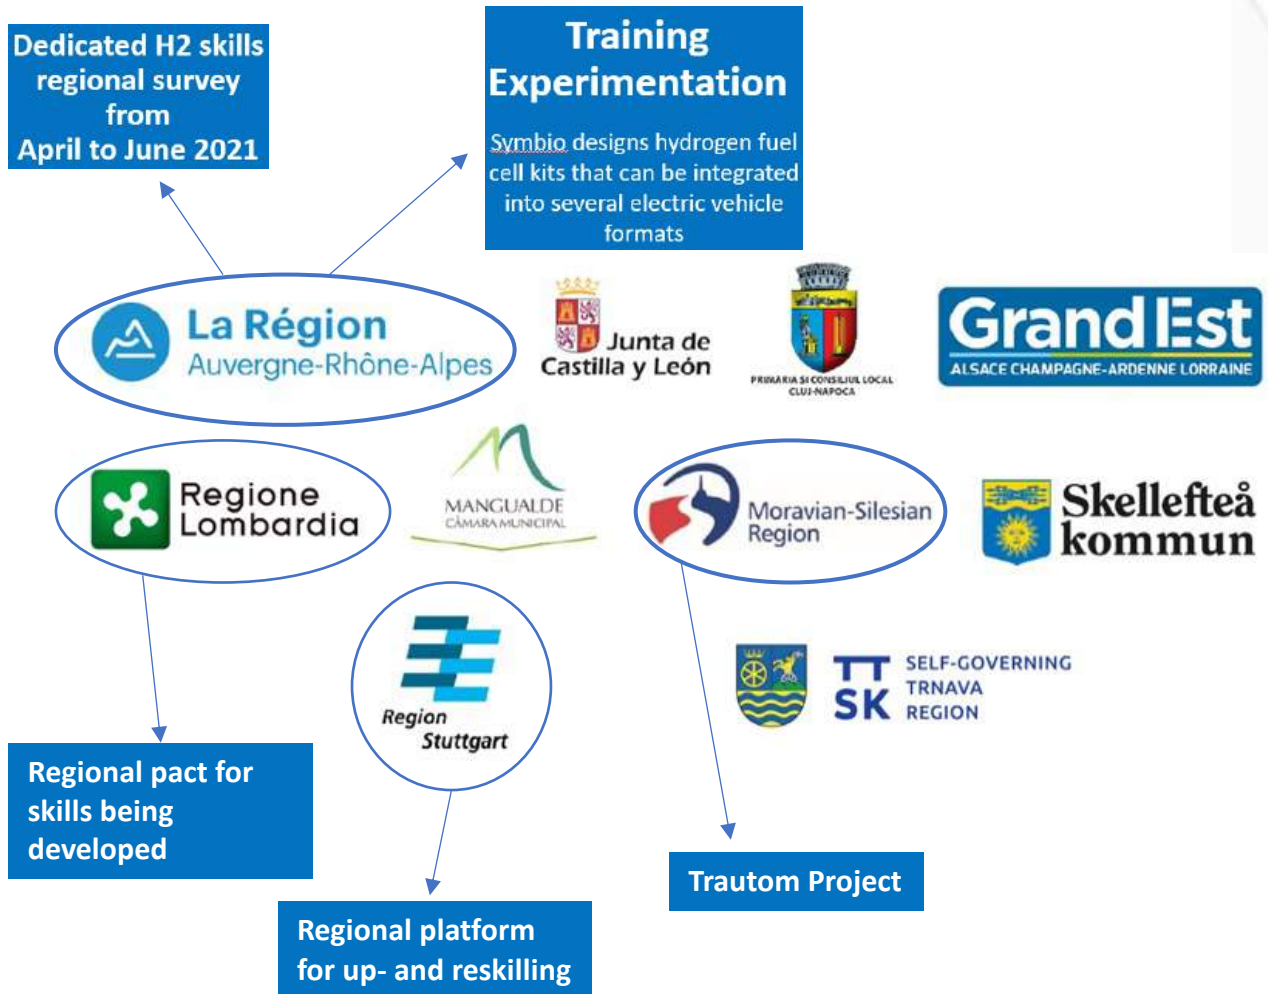 Dedicated H2 skills
regional survey
from
April to June 2021
Training
Experimentation
Symbio designs hydrogen fuel
cell kits that can be integrated
into several electric vehicle
formats
La Région
Auvergne-Rhône-Alpes
Junta de
Castilla y León
PRIMARIA SI CONSILIUL LOCAL
CLUJ-NAPOCA
Grand Est
ALSACE CHAMPAGNE-ARDENNE LORRAINE
Regione
Lombardia
MANGUALDE
CÂMARA MUNICIPAL
Moravian-Silesian
Region
Skellefteå
kommun
Region
Stuttgart
TT
SK
SELF-GOVERNING
TRNAVA
REGION
Regional pact for
skills being
developed
Trautom Project
Regional platform
for up- and reskilling